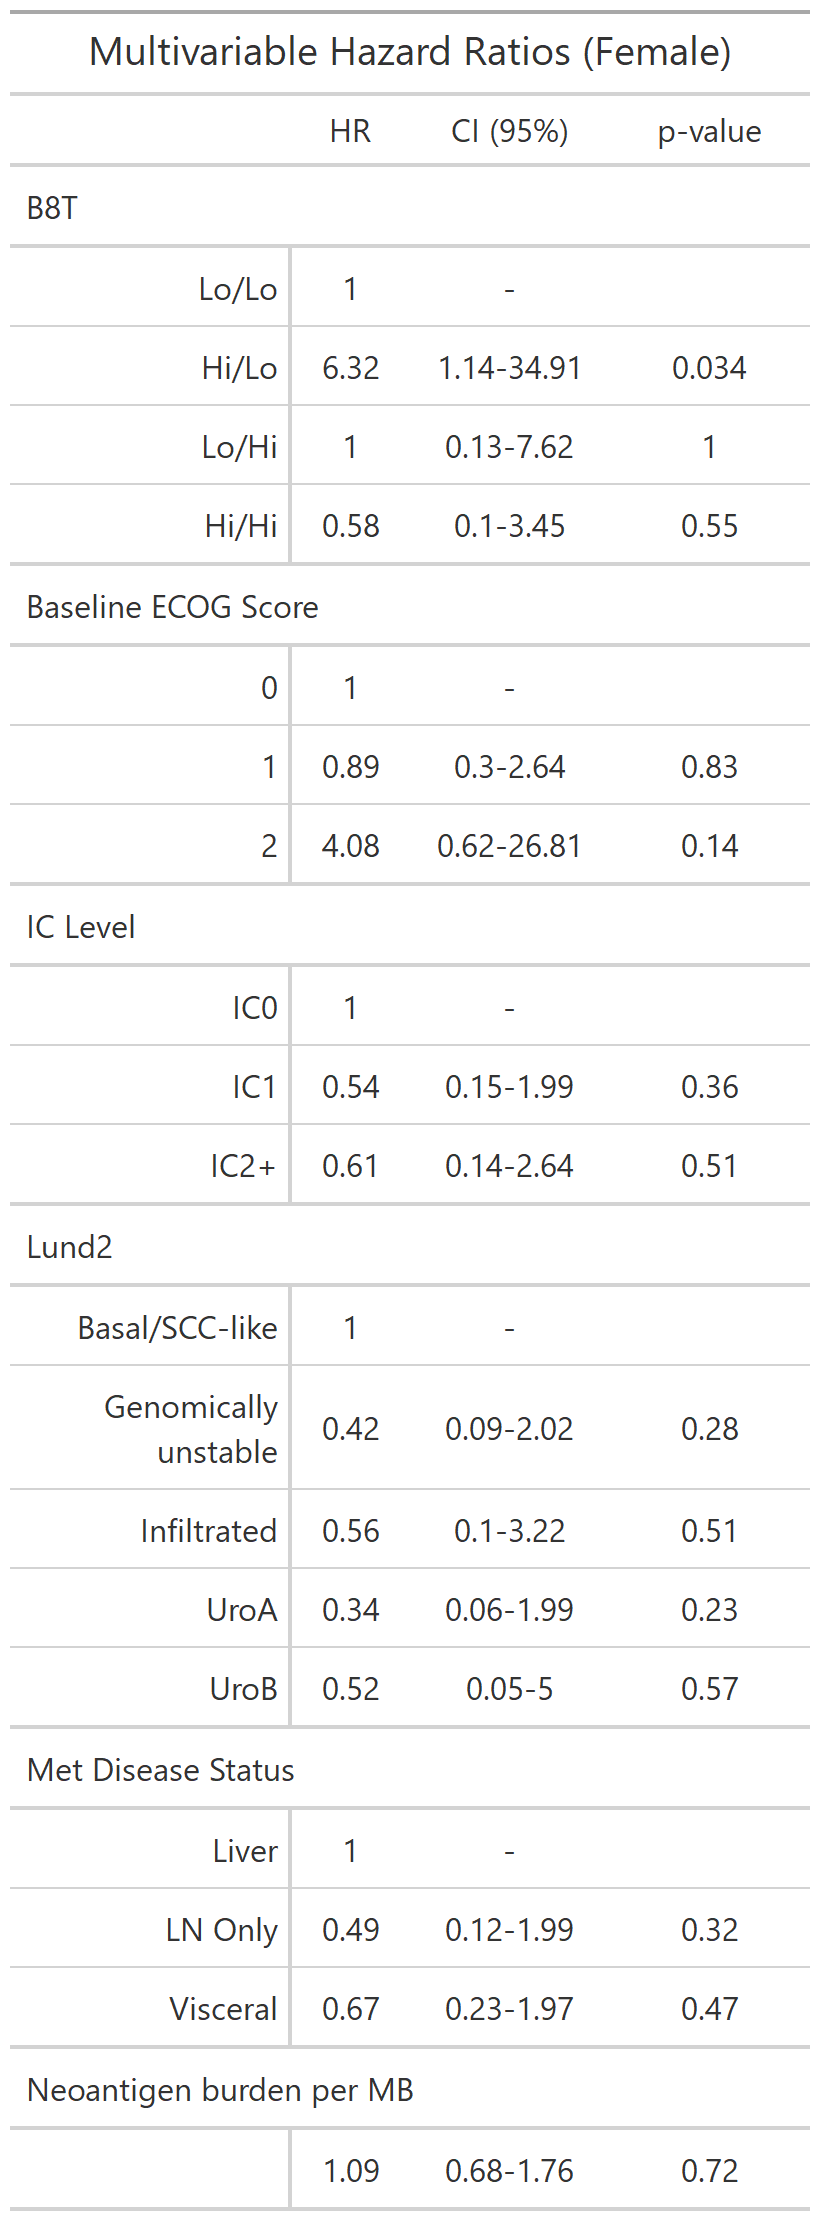 Multivariable Hazard Ratios (Female)
HR CI (95%) p-value
B8T
Lo/Lo 1 -
Hi/Lo 6.32 1.14-34.91 0.034
Lo/Hi 1 0.13-7.62 1
Hi/Hi 0.58 0.1-3.45 0.55
Baseline ECOG Score
0 1 -
1 0.89 0.3-2.64 0.83
2 4.08 0.62-26.81 0.14
IC Level
IC0 1 -
IC1 0.54 0.15-1.99 0.36
IC2+ 0.61 0.14-2.64 0.51
Lund2
Basal/SCC-like 1 -
Genomically
unstable 0.42 0.09-2.02 0.28
Infiltrated 0.56 0.1-3.22 0.51
UroA 0.34 0.06-1.99 0.23
UroB 0.52 0.05-5 0.57
Met Disease Status
Liver 1 -
LN Only 0.49 0.12-1.99 0.32
Visceral 0.67 0.23-1.97 0.47
Neoantigen burden per MB
1.09 0.68-1.76 0.72